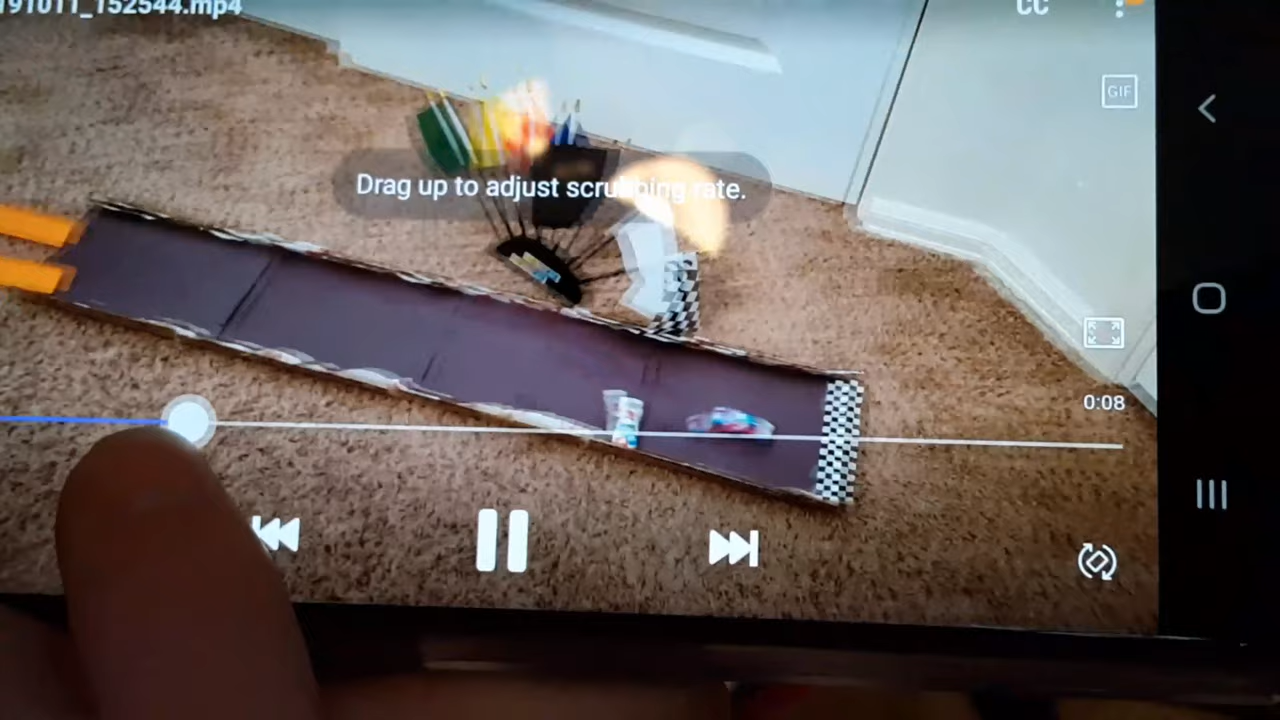 191011_152544.mp4
CC
GIF
Drag up to adjust scrubbing rate.
0:08